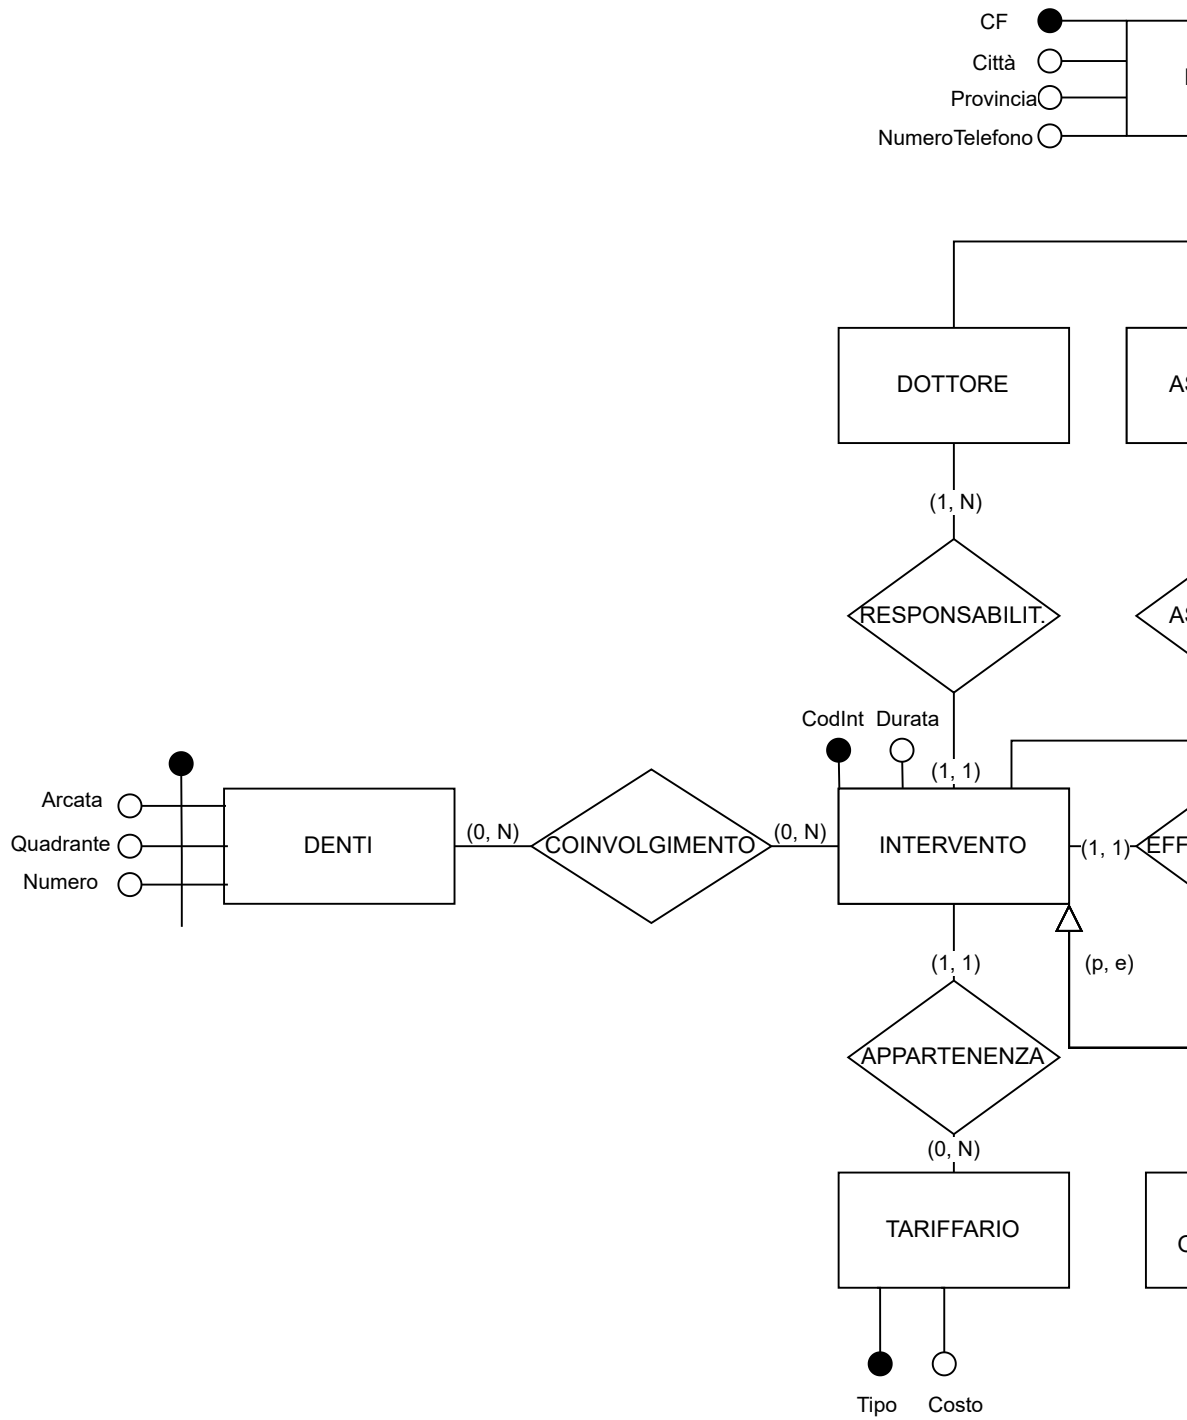 CF
Città
Provincia
NumeroTelefono
DOTTORE
(1, N)
RESPONSABILIT.
CodInt Durata
(1, 1)
Arcata
Quadrante
Numero
DENTI
(0, N)
COINVOLGIMENTO
(0, N)
INTERVENTO
(1, 1)
(1, 1)
(p, e)
APPARTENENZA
(0, N)
TARIFFARIO
Tipo Costo